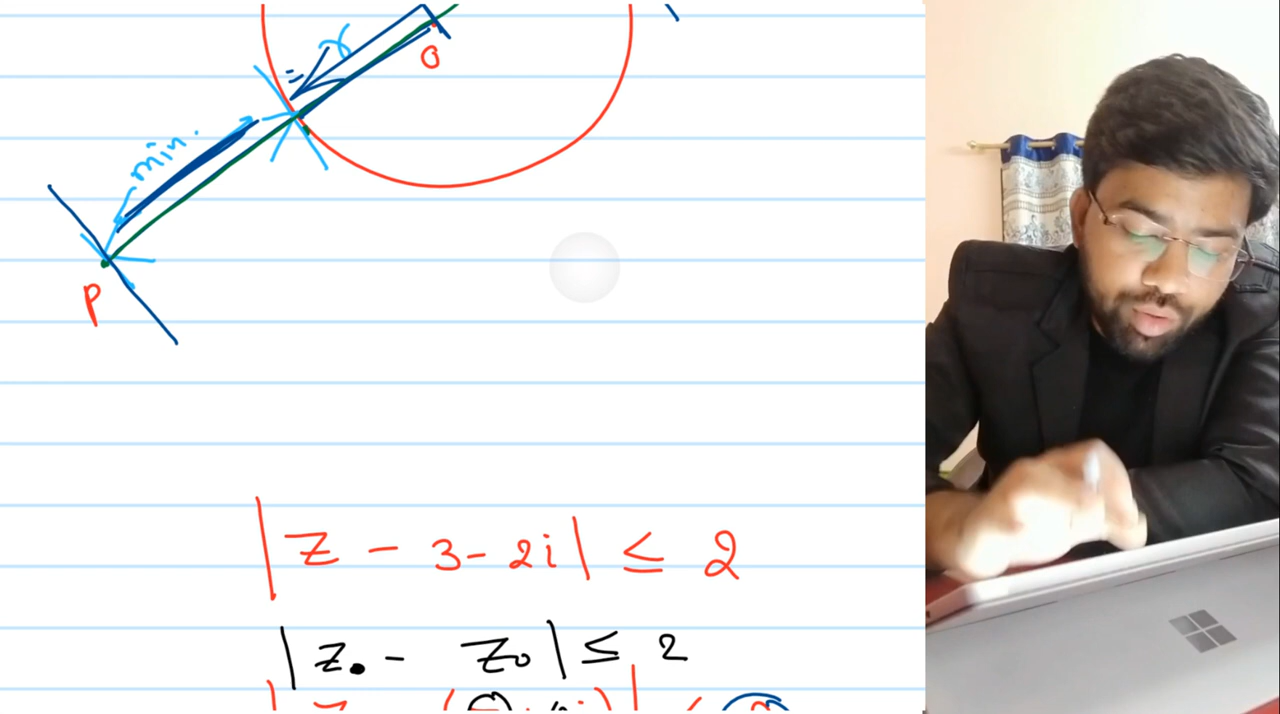 O
= r
min.
P
|Z - 3 - 2i| ≤ 2
|Z. - Z₀| ≤ 2